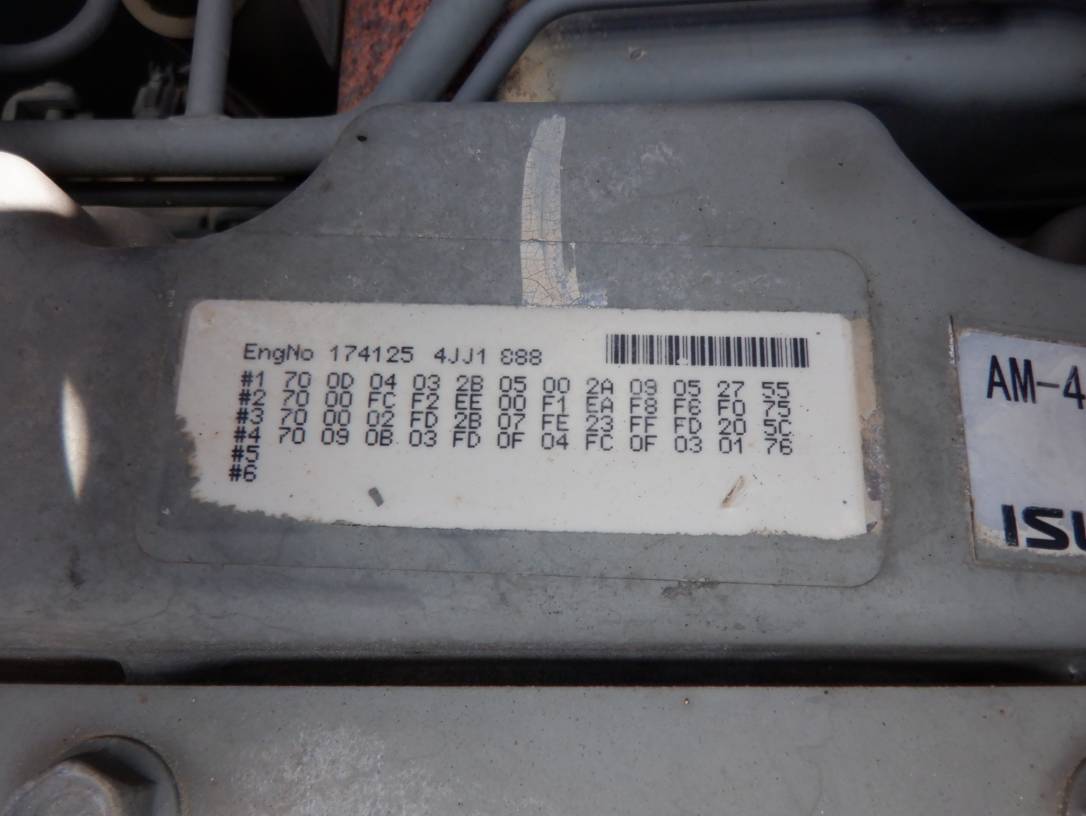 EngNo 174125 4JJ1 888
#1 70 0D 04 03 2B 05 00 2A 09 05 27 55
#2 70 00 FC F2 EE 00 F1 EA F8 F6 F0 75
#3 70 00 02 FD 2B 07 FE 23 FF FD 20 5C
#4 70 09 0B 03 FD 0F 04 FC 0F 03 01 76
#5
#6
AM-4
ISU